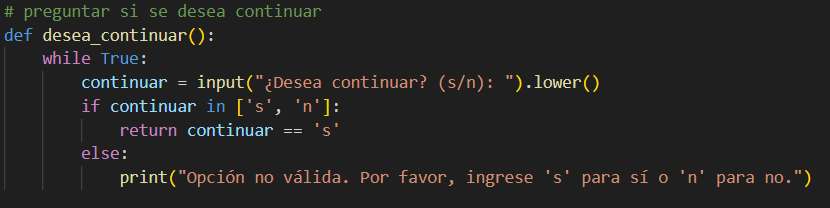 # preguntar si se desea continuar
def desea_continuar():
    while True:
        continuar = input("¿Desea continuar? (s/n): ").lower()
        if continuar in ['s', 'n']:
            return continuar == 's'
        else:
            print("Opción no válida. Por favor, ingrese 's' para sí o 'n' para no.")